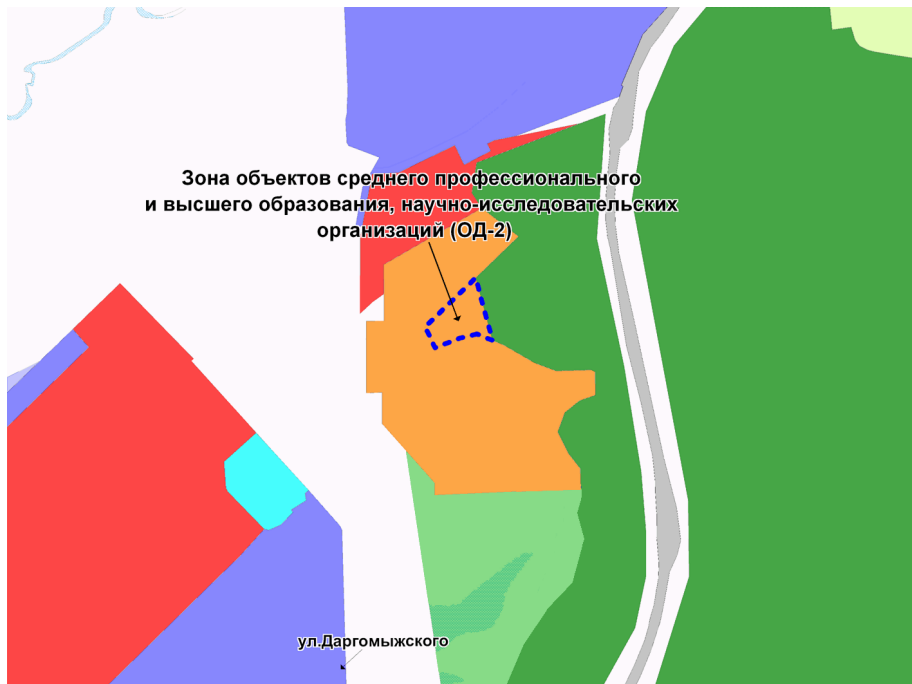 Зона объектов среднего профессионального
и высшего образования, научно-исследовательских
организаций (ОД-2)
ул.Даргомыжского